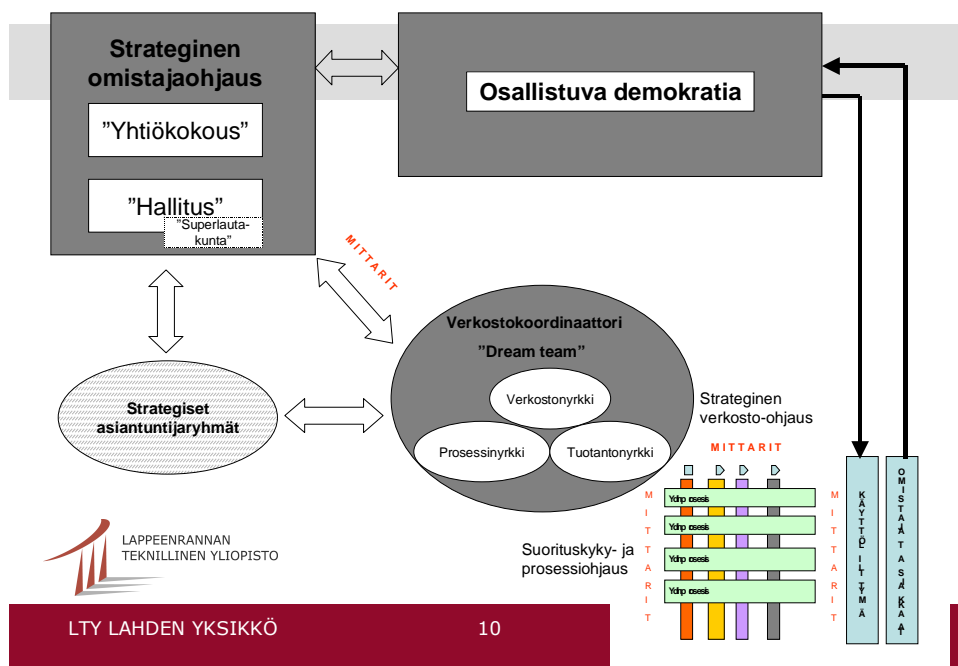 Strateginen
omistajaohjaus
”Yhtiökokous”
”Hallitus”
”Superlauta-
kunta”
Osallistuva demokratia
MITTARIT
Verkostokoordinaattori
”Dream team”
Verkostonyrkki
Prosessinyrkki
Tuotantonyrkki
Strategiset
asiantuntijaryhmät
Strateginen
verkosto-ohjaus
MITTARIT
MITTARIT
MITTARIT
Suorituskyky- ja
prosessiohjaus
KÄYTTÖLIITTYMÄ
LAPPEENRANNAN
TEKNILLINEN YLIOPISTO
LTY LAHDEN YKSIKKÖ
10